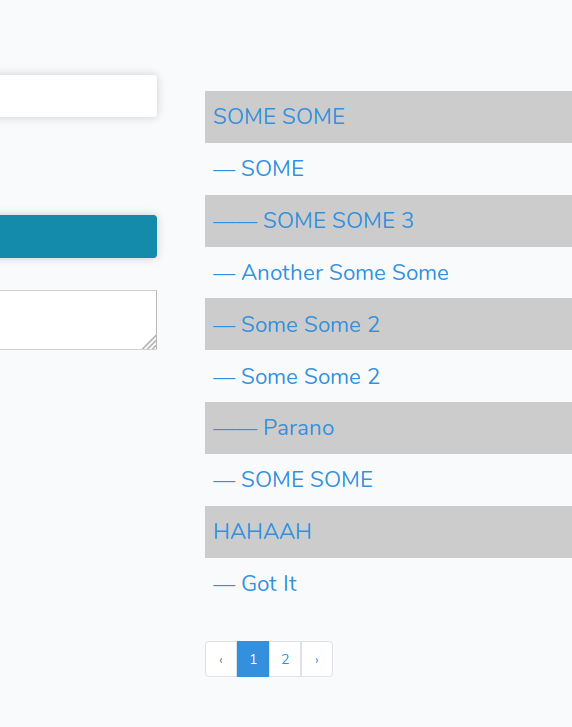 SOME SOME
— SOME
—— SOME SOME 3
— Another Some Some
— Some Some 2
— Some Some 2
—— Parano
— SOME SOME
HAHAAH
— Got It
‹ 1 2 ›